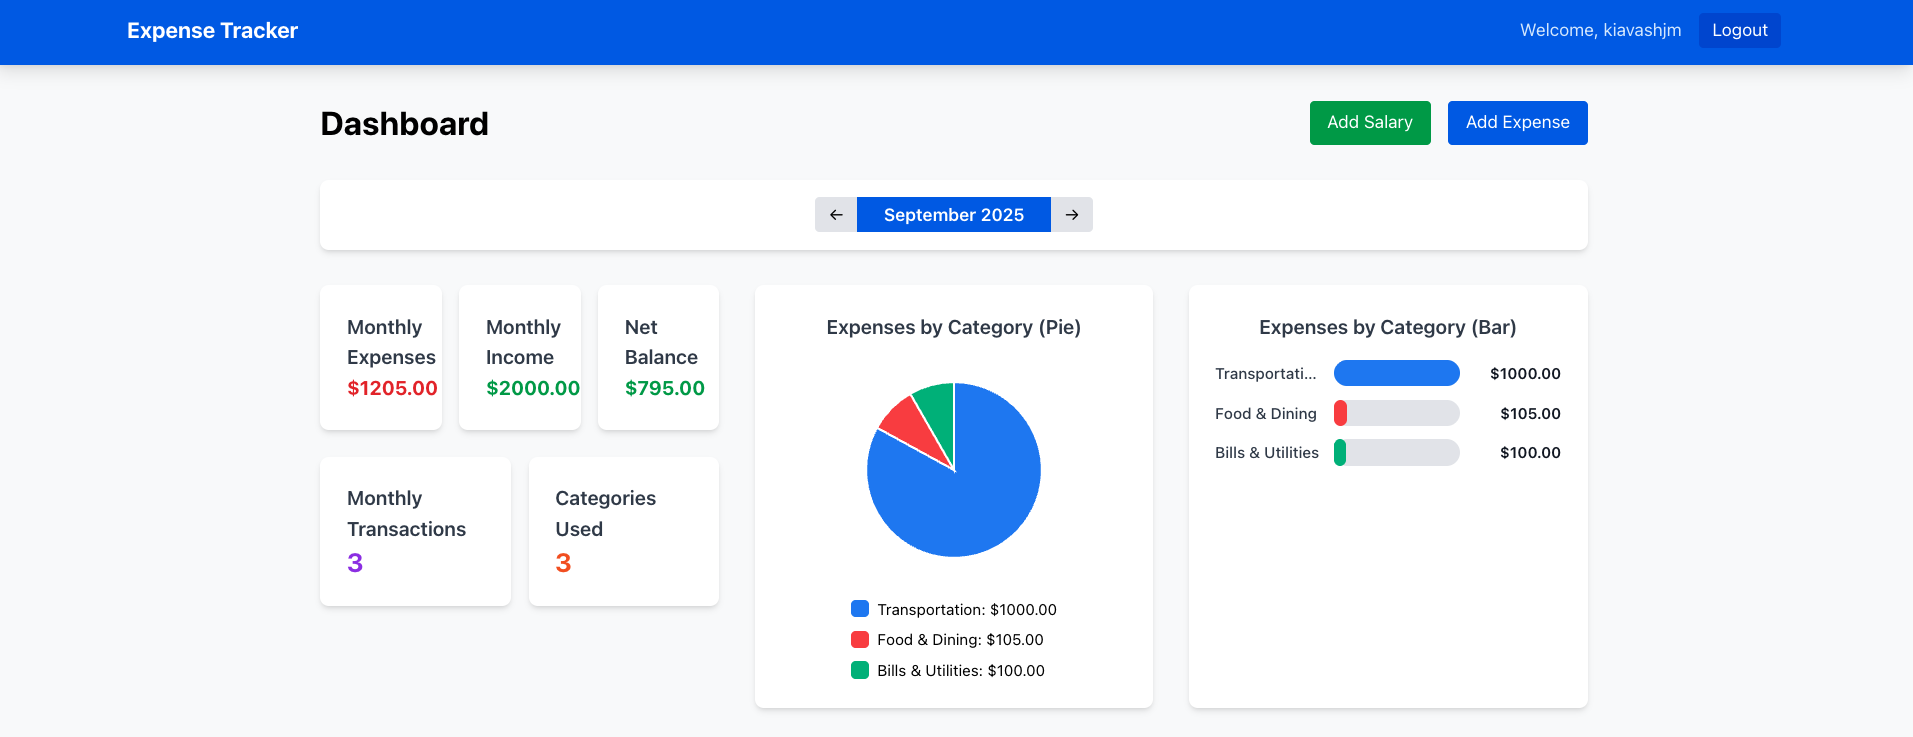 Expense Tracker
Welcome, kiavashjm
Logout
Dashboard
Add Salary
Add Expense
←
September 2025
→
Monthly
Expenses
$1205.00
Monthly
Income
$2000.00
Net
Balance
$795.00
Monthly
Transactions
3
Categories
Used
3
Expenses by Category (Pie)
Transportation: $1000.00
Food & Dining: $105.00
Bills & Utilities: $100.00
Expenses by Category (Bar)
Transportati... $1000.00
Food & Dining $105.00
Bills & Utilities $100.00